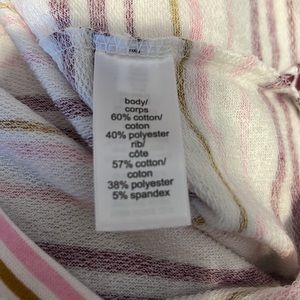 body/
corps
60% cotton/
coton
40% polyester
rib/
côte
57% cotton/
coton
38% polyester
5% spandex